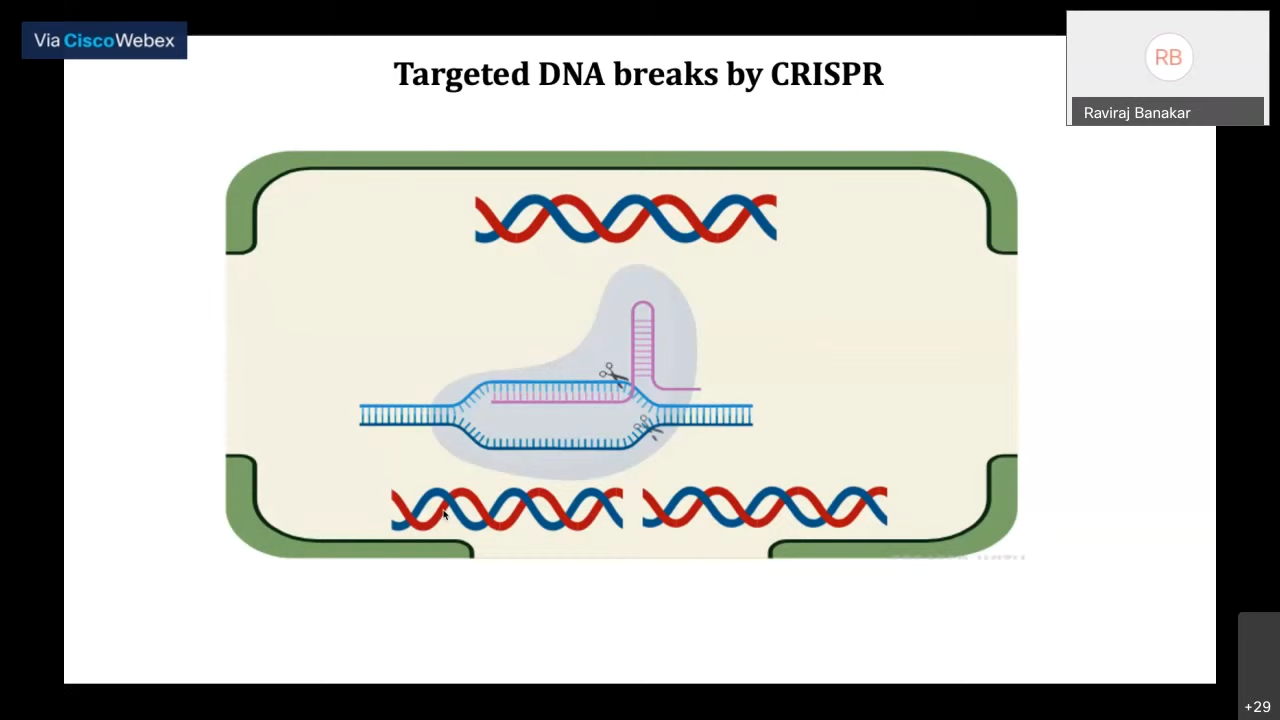 Via CiscoWebex
Targeted DNA breaks by CRISPR
RB
Raviraj Banakar
+29